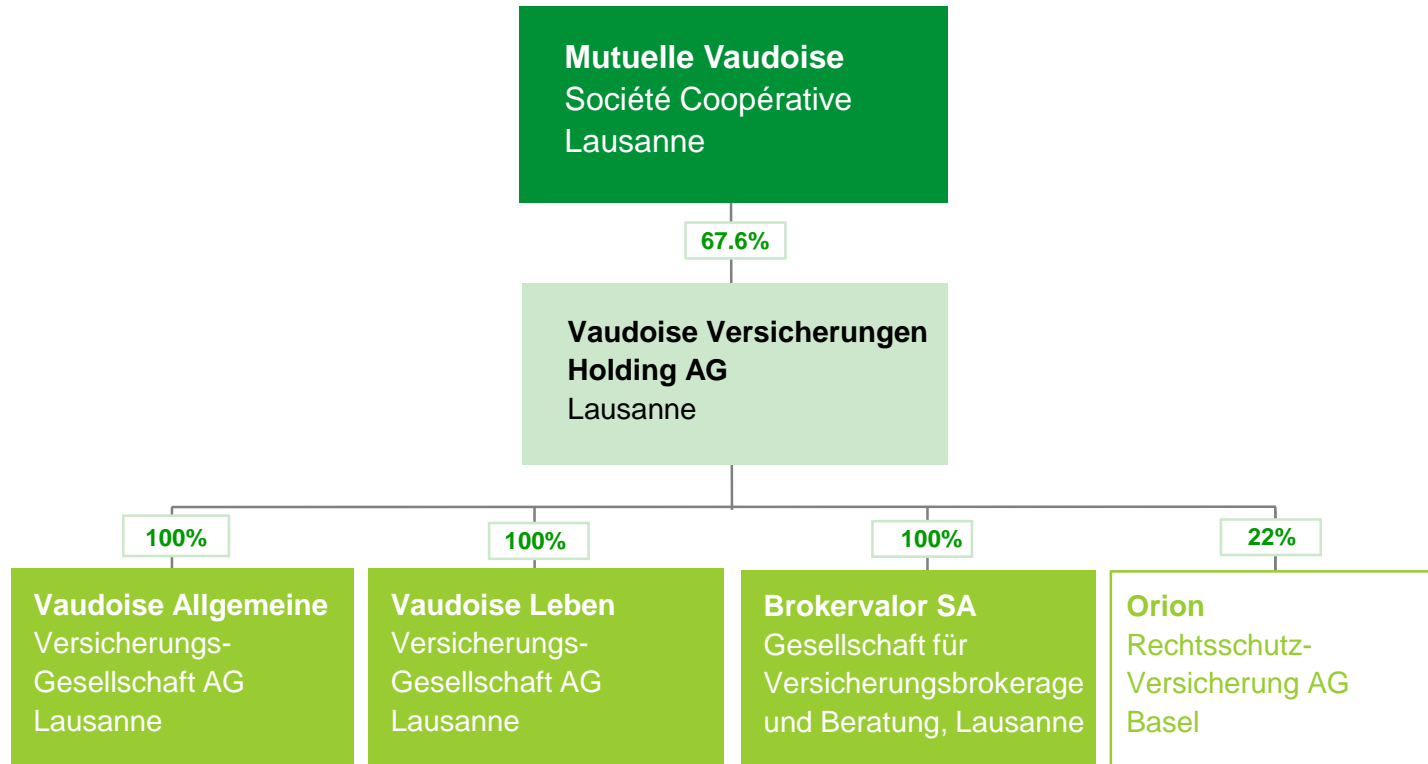 Mutuelle Vaudoise
Société Coopérative
Lausanne
67.6%
Vaudoise Versicherungen
Holding AG
Lausanne
100%
100%
100%
22%
Vaudoise Allgemeine
Versicherungs-
Gesellschaft AG
Lausanne
Vaudoise Leben
Versicherungs-
Gesellschaft AG
Lausanne
Brokervalor SA
Gesellschaft für
Versicherungsbrokerage
und Beratung, Lausanne
Orion
Rechtsschutz-
Versicherung AG
Basel